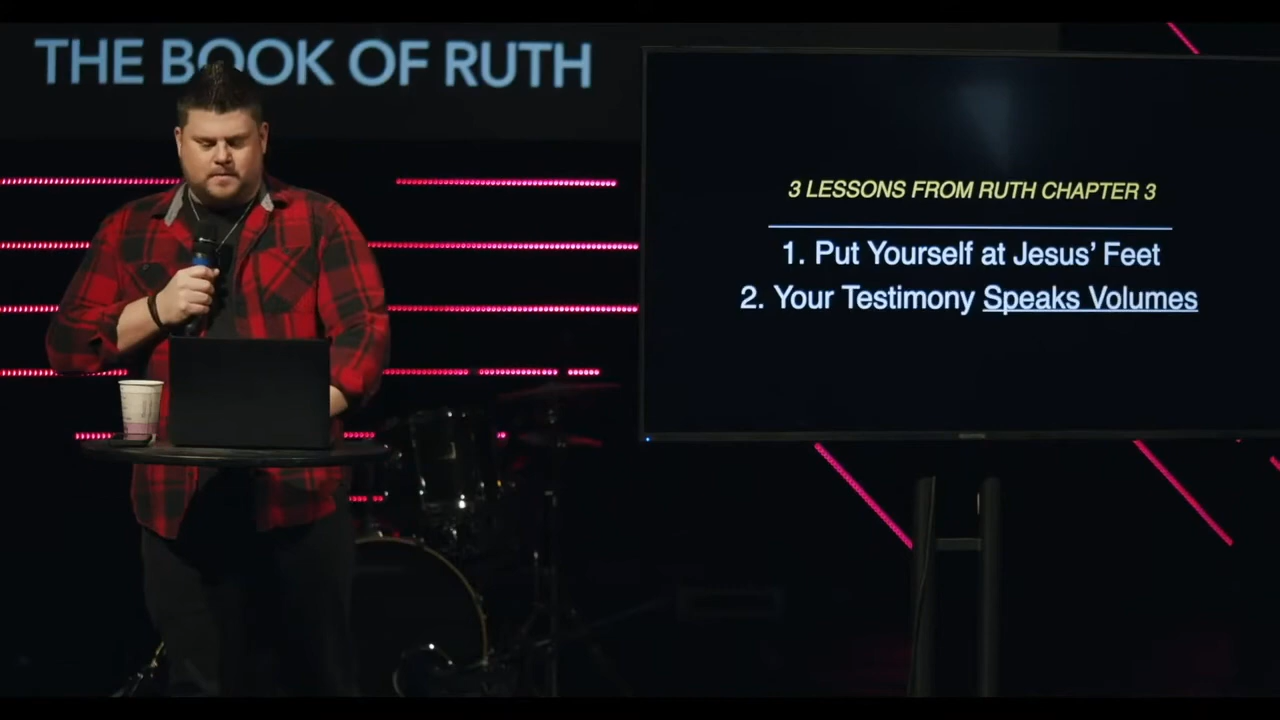 THE BOOK OF RUTH
3 LESSONS FROM RUTH CHAPTER 3
1. Put Yourself at Jesus’ Feet
2. Your Testimony Speaks Volumes